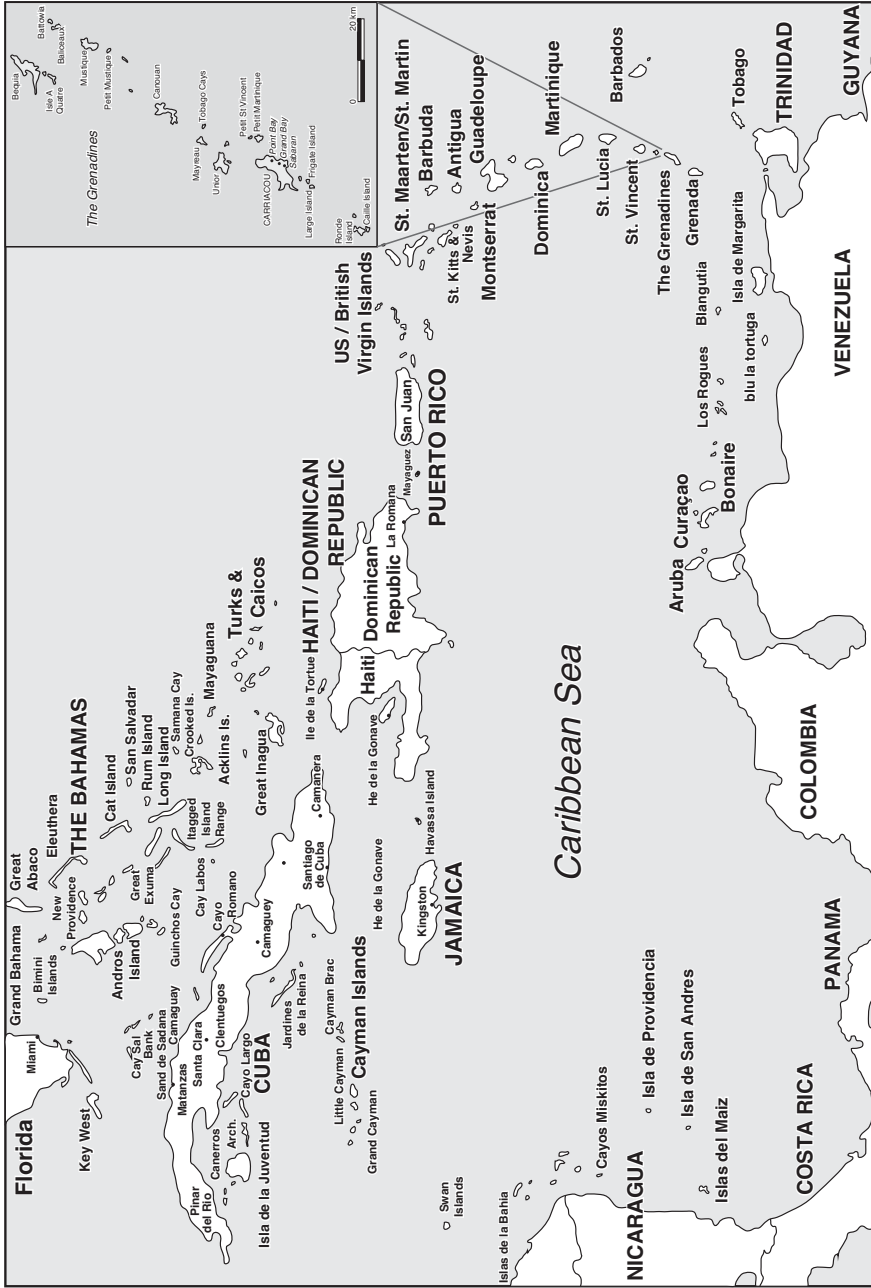 Florida
Miami
Key West
Grand Bahama
Great
Abaco
Bimini
Islands
New
Providence
Eleuthera
THE BAHAMAS
Andros
Island
Cat Island
San Salvadar
Rum Island
Long Island
Samana Cay
Crooked Is.
Mayaguana
Acklins Is.
Great
Exuma
Itagged
Island
Range
Guinchos Cay
Cay Labos
Cayo
Romano
Cay Sal
Bank
Sand de Sadana
Camaguay
Great Inagua
Turks &
Caicos
Matanzas
Santa Clara
Clentuegos
Pinar
del Rio
Canerros
Arch.
Cayo Largo
CUBA
Isla de la Juventud
Camaguey
Santiago
de Cuba
Camanera
Jardines
de la Reina
Little Cayman
Cayman Brac
Grand Cayman
Cayman Islands
Swan
Islands
He de la Gonave
Kingston
JAMAICA
Havassa Island
He de la Gonave
Ile de la Tortue
HAITI / DOMINICAN
REPUBLIC
Haiti
Dominican
Republic
La Romana
Mayaguez
San Juan
PUERTO RICO
US / British
Virgin Islands
St. Maarten/St. Martin
Barbuda
Antigua
Guadeloupe
St. Kitts &
Nevis
Montserrat
Dominica
Martinique
St. Lucia
Barbados
St. Vincent
The Grenadines
Grenada
Tobago
TRINIDAD
GUYANA
Isla de Margarita
Blangutia
blu la tortuga
Los Rogues
Bonaire
Curaçao
Aruba
VENEZUELA
COLOMBIA
PANAMA
COSTA RICA
NICARAGUA
Islas de la Bahia
Cayos Miskitos
Isla de Providencia
Isla de San Andres
Islas del Maiz
Caribbean Sea
The Grenadines
Bequia
Battowia
Baliceaux
Isle A
Quatre
Mustique
Petit Mustique
Canouan
Mayreau
Tobago Cays
Union
Petit St Vincent
Petit Martinique
CARRIACOU
Point Bay
Grand Bay
Sabaran
Large Island
Frigate Island
Ronde
Island
Caille Island
0
20 km